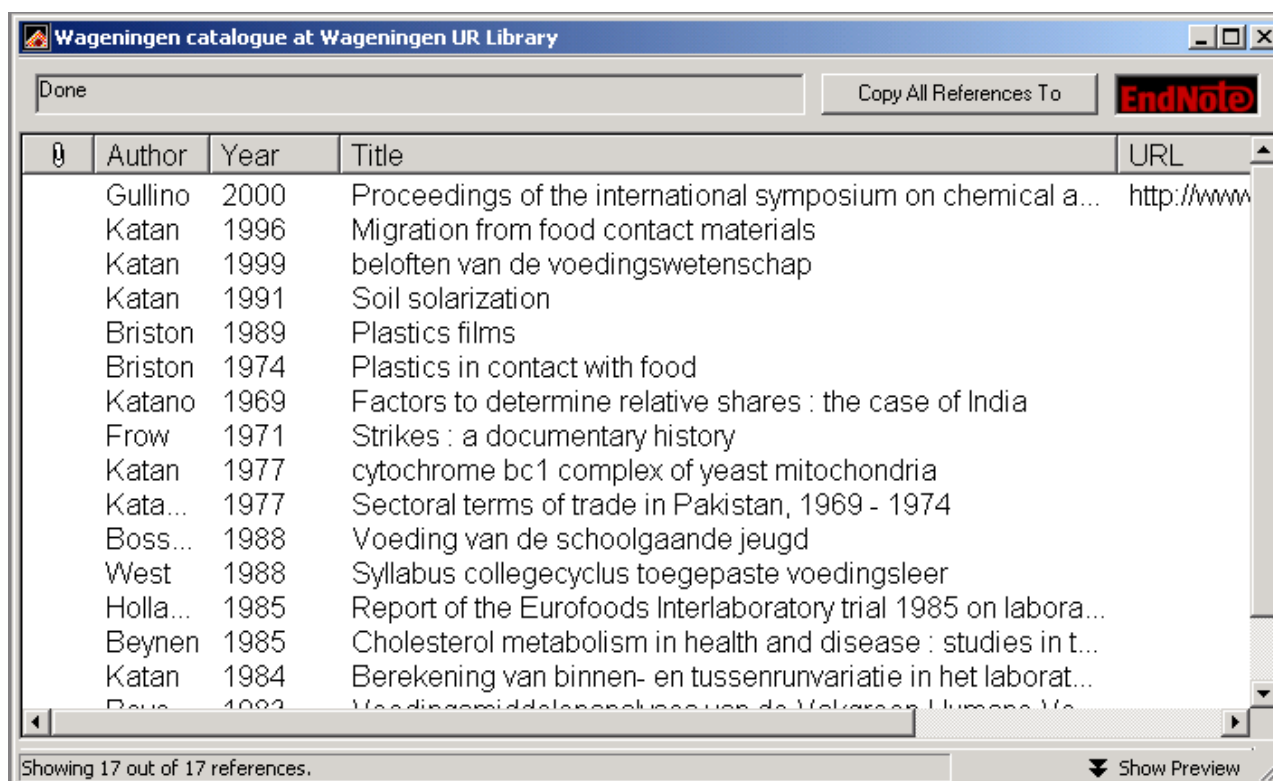 Wageningen catalogue at Wageningen UR Library
Done Copy All References To EndNote
Author Year Title URL
Gullino 2000 Proceedings of the international symposium on chemical a... http://www
Katan 1996 Migration from food contact materials
Katan 1999 beloften van de voedingswetenschap
Katan 1991 Soil solarization
Briston 1989 Plastics films
Briston 1974 Plastics in contact with food
Katano 1969 Factors to determine relative shares : the case of India
Frow 1971 Strikes : a documentary history
Katan 1977 cytochrome bc1 complex of yeast mitochondria
Kata... 1977 Sectoral terms of trade in Pakistan, 1969 - 1974
Boss... 1988 Voeding van de schoolgaande jeugd
West 1988 Syllabus collegecyclus toegepaste voedingsleer
Holla... 1985 Report of the Eurofoods Interlaboratory trial 1985 on labora...
Beynen 1985 Cholesterol metabolism in health and disease : studies in t...
Katan 1984 Berekening van binnen- en tussenrunvariatie in het laborat...
Voedingsmiddelenanalyses van de Vakgroep Humane Vo...
Showing 17 out of 17 references. Show Preview